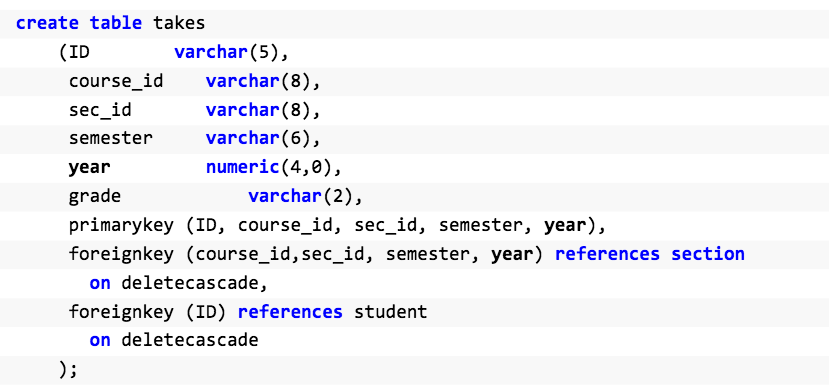 create table takes
(ID varchar(5),
course_id varchar(8),
sec_id varchar(8),
semester varchar(6),
year numeric(4,0),
grade varchar(2),
primarykey (ID, course_id, sec_id, semester, year),
foreignkey (course_id,sec_id, semester, year) references section
on deletecascade,
foreignkey (ID) references student
on deletecascade
);